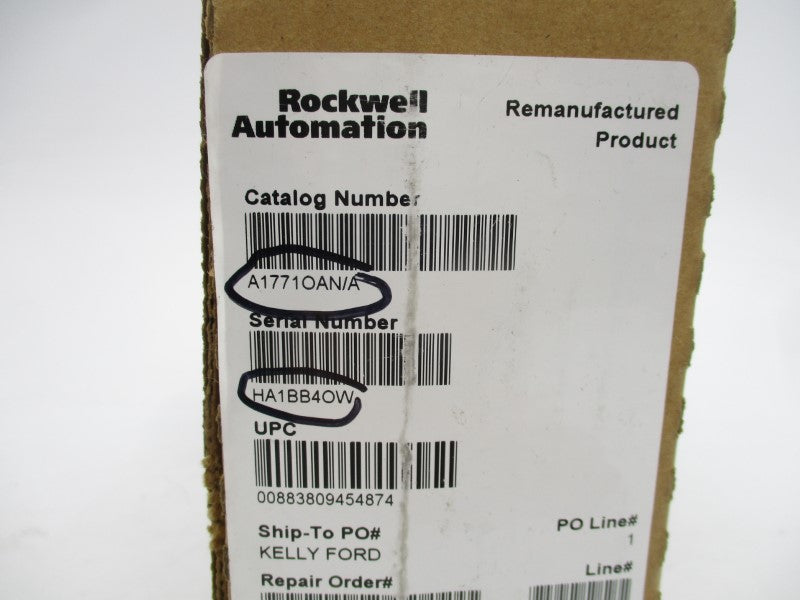 Rockwell
Automation
Remanufactured
Product
Catalog Number
A1771OAN/A
Serial Number
HA1BB4OW
UPC
00883809454874
Ship-To PO#
KELLY FORD
PO Line#
1
Repair Order#
Line#